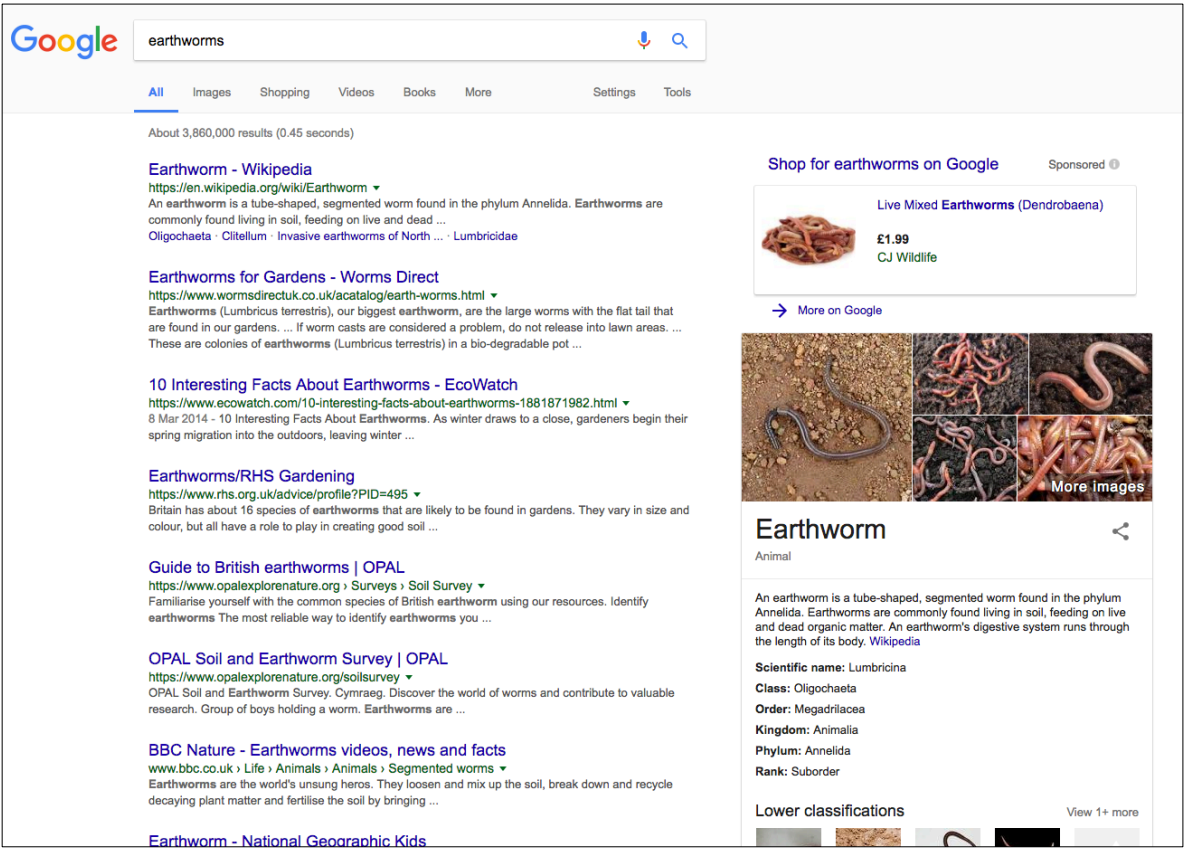 Google
earthworms
All Images Shopping Videos Books More Settings Tools
About 3,860,000 results (0.45 seconds)
Earthworm - Wikipedia
https://en.wikipedia.org/wiki/Earthworm
An earthworm is a tube-shaped, segmented worm found in the phylum Annelida. Earthworms are
commonly found living in soil, feeding on live and dead ...
Oligochaeta · Clitellum · Invasive earthworms of North ... · Lumbricidae
Earthworms for Gardens - Worms Direct
https://www.wormsdirectuk.co.uk/acatalog/earth-worms.html
Earthworms (Lumbricus terrestris), our biggest earthworm, are the large worms with the flat tail that
are found in our gardens. ... If worm casts are considered a problem, do not release into lawn areas. ...
These are colonies of earthworms (Lumbricus terrestris) in a bio-degradable pot ...
10 Interesting Facts About Earthworms - EcoWatch
https://www.ecowatch.com/10-interesting-facts-about-earthworms-1881871982.html
8 Mar 2014 - 10 Interesting Facts About Earthworms. As winter draws to a close, gardeners begin their
spring migration into the outdoors, leaving winter ...
Earthworms/RHS Gardening
https://www.rhs.org.uk/advice/profile?PID=495
Britain has about 16 species of earthworms that are likely to be found in gardens. They vary in size and
colour, but all have a role to play in creating good soil ...
Guide to British earthworms | OPAL
https://www.opalexplorenature.org › Surveys › Soil Survey
Familiarise yourself with the common species of British earthworm using our resources. Identify
earthworms The most reliable way to identify earthworms you ...
OPAL Soil and Earthworm Survey | OPAL
https://www.opalexplorenature.org/soilsurvey
OPAL Soil and Earthworm Survey. Cymraeg. Discover the world of worms and contribute to valuable
research. Group of boys holding a worm. Earthworms are ...
BBC Nature - Earthworms videos, news and facts
www.bbc.co.uk › Life › Animals › Animals › Segmented worms
Earthworms are the world's unsung heros. They loosen and mix up the soil, break down and recycle
decaying plant matter and fertilise the soil by bringing ...
Earthworm - National Geographic Kids
Shop for earthworms on Google Sponsored
Live Mixed Earthworms (Dendrobaena)
£1.99
CJ Wildlife
More on Google
More images
Earthworm
Animal
An earthworm is a tube-shaped, segmented worm found in the phylum
Annelida. Earthworms are commonly found living in soil, feeding on live
and dead organic matter. An earthworm's digestive system runs through
the length of its body. Wikipedia
Scientific name: Lumbricina
Class: Oligochaeta
Order: Megadrilacea
Kingdom: Animalia
Phylum: Annelida
Rank: Suborder
Lower classifications View 1+ more